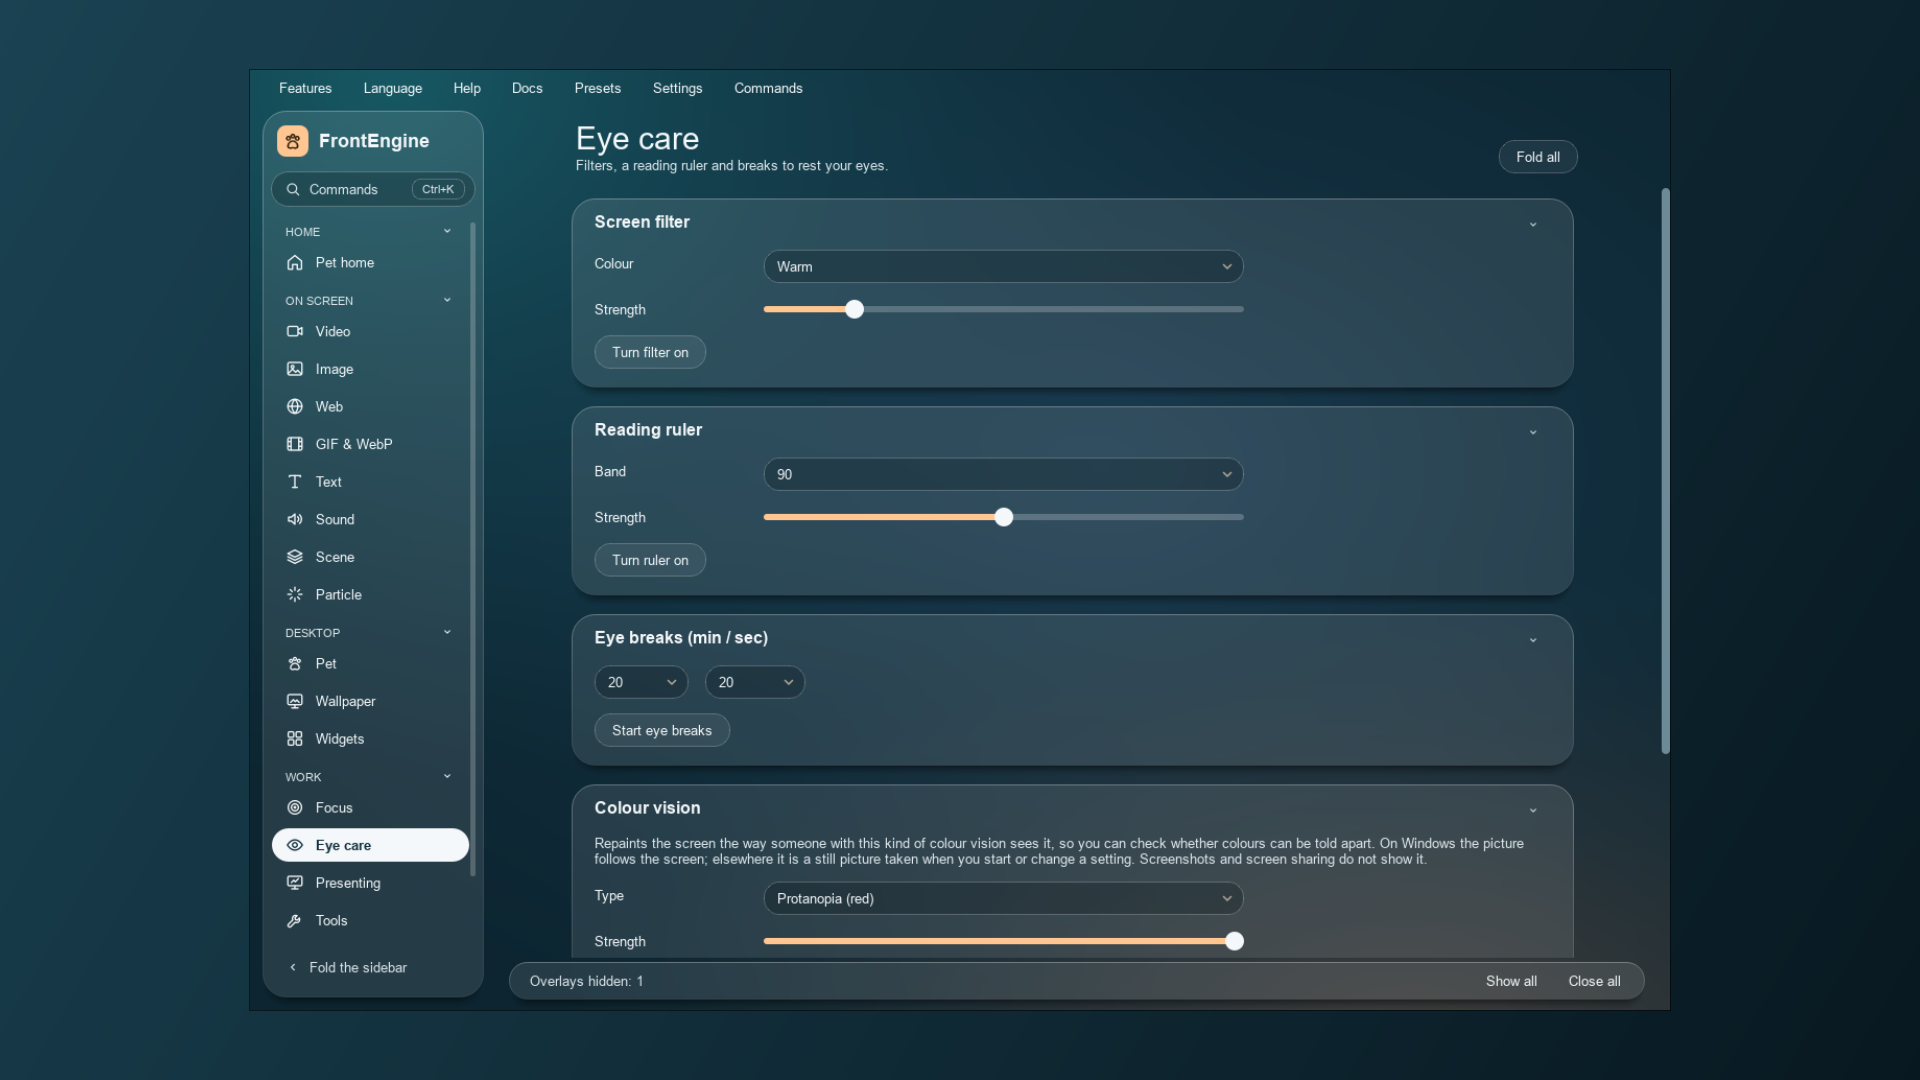 Features Language Help Docs Presets Settings Commands
FrontEngine
Commands Ctrl+K
HOME
Pet home
ON SCREEN
Video
Image
Web
GIF & WebP
Text
Sound
Scene
Particle
DESKTOP
Pet
Wallpaper
Widgets
WORK
Focus
Eye care
Presenting
Tools
Fold the sidebar
Eye care
Filters, a reading ruler and breaks to rest your eyes.
Fold all
Screen filter
Colour Warm
Strength
Turn filter on
Reading ruler
Band 90
Strength
Turn ruler on
Eye breaks (min / sec)
20 20
Start eye breaks
Colour vision
Repaints the screen the way someone with this kind of colour vision sees it, so you can check whether colours can be told apart. On Windows the picture
follows the screen; elsewhere it is a still picture taken when you start or change a setting. Screenshots and screen sharing do not show it.
Type Protanopia (red)
Strength
Overlays hidden: 1 Show all Close all